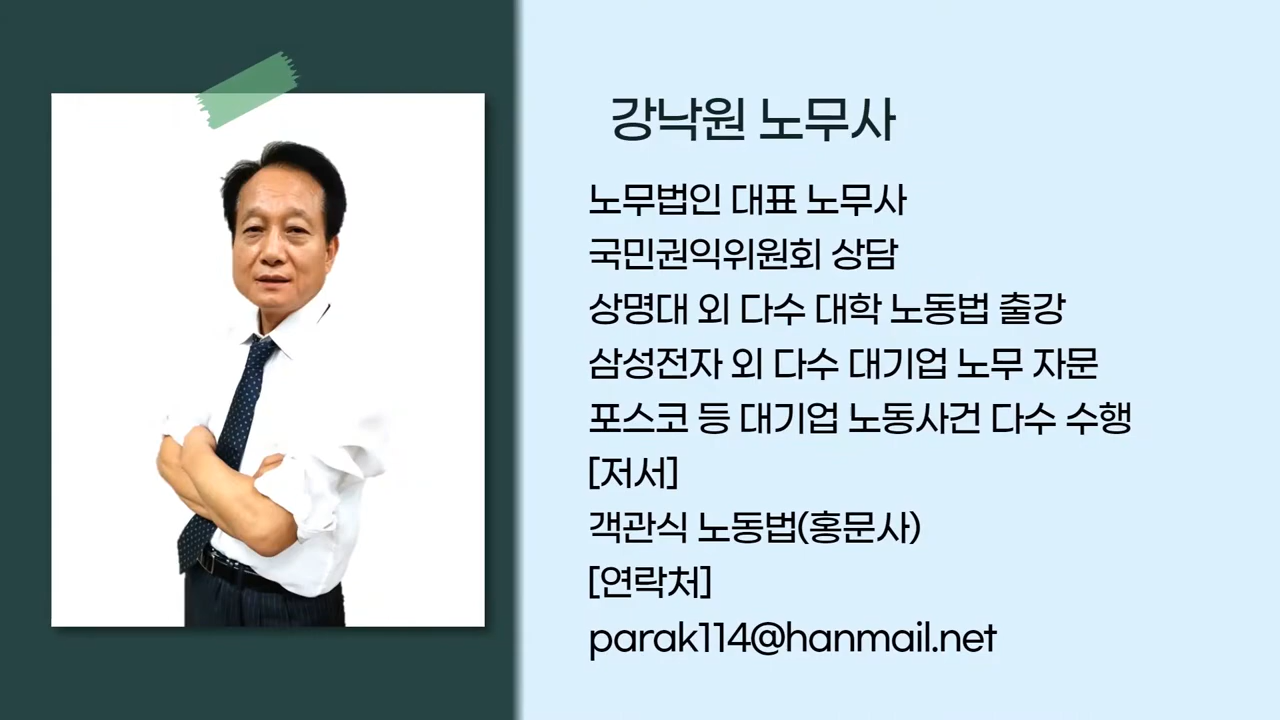 강낙원 노무사
노무법인 대표 노무사
국민권익위원회 상담
상명대 외 다수 대학 노동법 출강
삼성전자 외 다수 대기업 노무 자문
포스코 등 대기업 노동사건 다수 수행
[저서]
객관식 노동법(홍문사)
[연락처]
parak114@hanmail.net